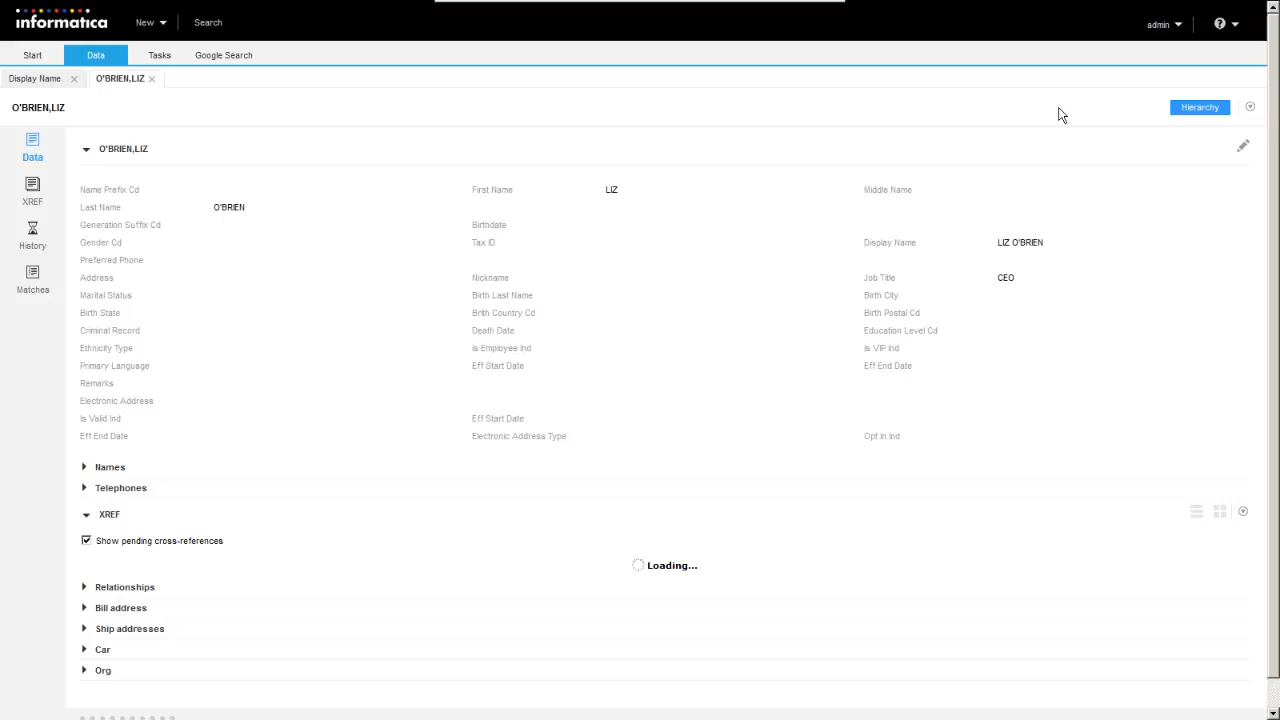 informatica New Search admin ?
Start Data Tasks Google Search
Display Name O'BRIEN,LIZ
O'BRIEN,LIZ Hierarchy
Data
XREF
History
Matches
O'BRIEN,LIZ
Name Prefix Cd First Name LIZ Middle Name
Last Name O'BRIEN
Generation Suffix Cd Birthdate
Gender Cd Tax ID Display Name LIZ O'BRIEN
Preferred Phone
Address Nickname Job Title CEO
Marital Status Birth Last Name Birth City
Birth State Brith Country Cd Birth Postal Cd
Criminal Record Death Date Education Level Cd
Ethnicity Type Is Employee Ind Is VIP Ind
Primary Language Eff Start Date Eff End Date
Remarks
Electronic Address
Is Valid Ind Eff Start Date
Eff End Date Electronic Address Type Opt In Ind
Names
Telephones
XREF
Show pending cross-references
Loading...
Relationships
Bill address
Ship addresses
Car
Org